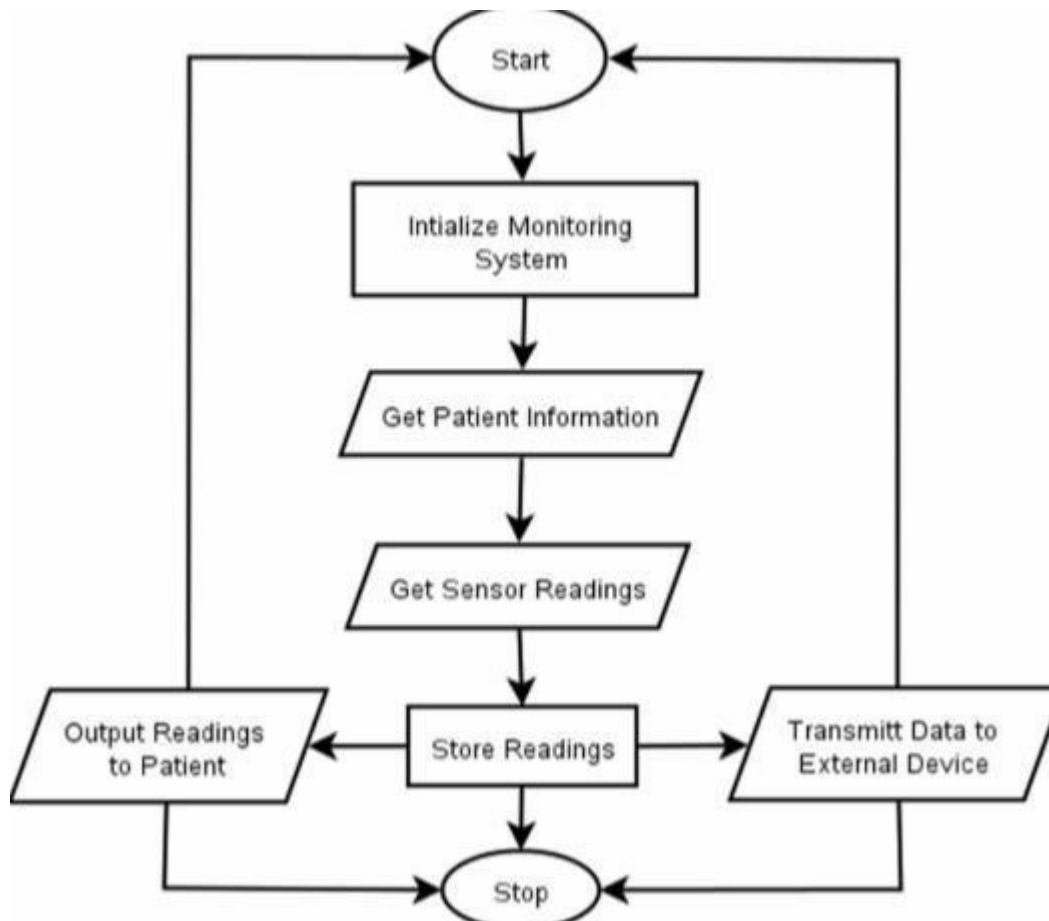 Start
Intialize Monitoring
System
Get Patient Information
Get Sensor Readings
Output Readings
to Patient
Store Readings
Transmitt Data to
External Device
Stop